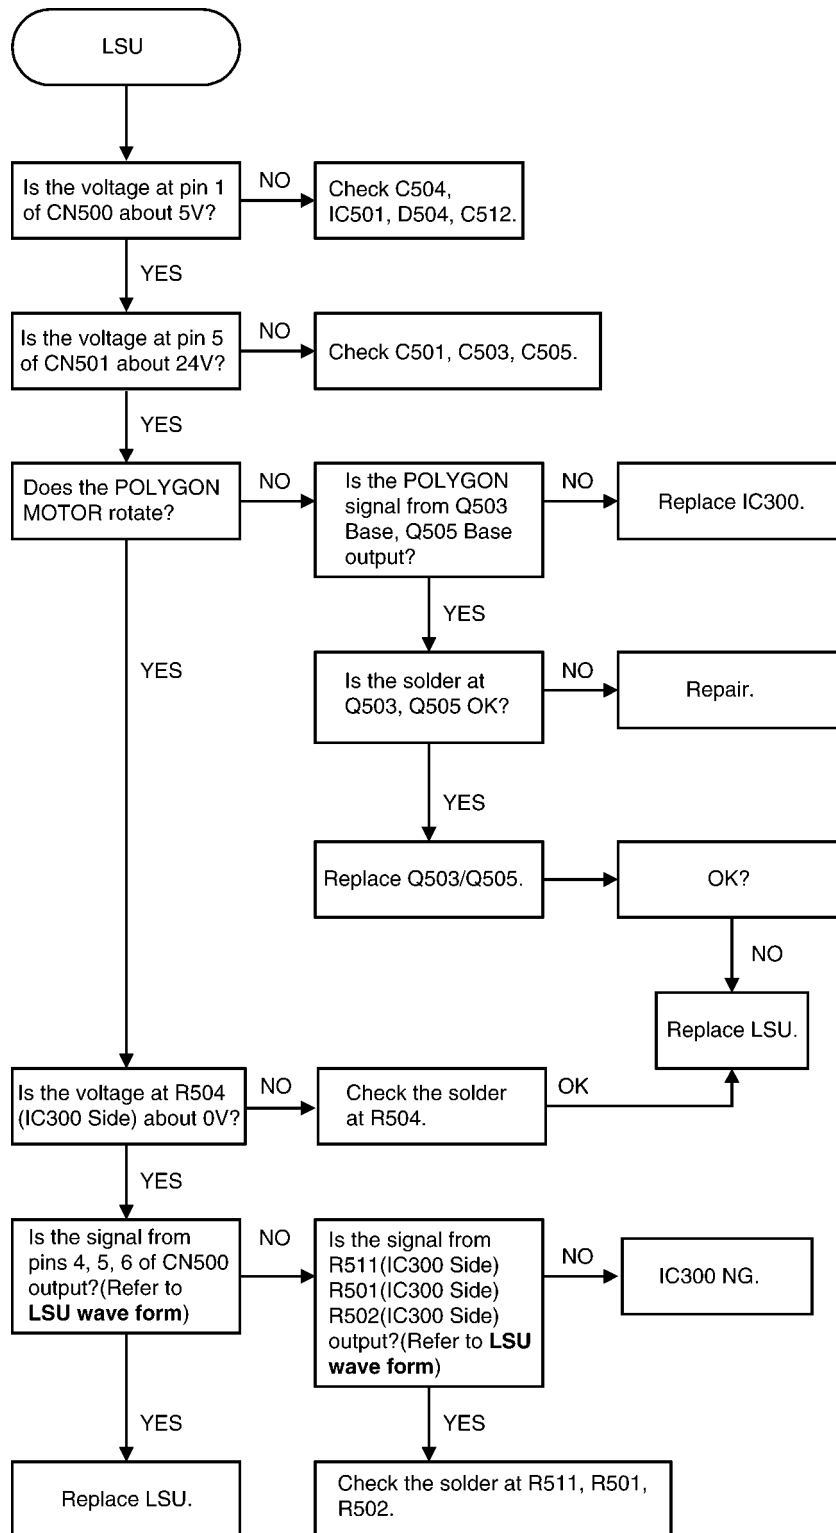 LSU
Is the voltage at pin 1
of CN500 about 5V?
NO
Check C504,
IC501, D504, C512.
YES
Is the voltage at pin 5
of CN501 about 24V?
NO
Check C501, C503, C505.
YES
Does the POLYGON
MOTOR rotate?
NO
Is the POLYGON
signal from Q503
Base, Q505 Base
output?
NO
Replace IC300.
YES
YES
Is the solder at
Q503, Q505 OK?
NO
Repair.
YES
Replace Q503/Q505.
OK?
NO
Replace LSU.
Is the voltage at R504
(IC300 Side) about 0V?
NO
Check the solder
at R504.
OK
YES
Is the signal from
pins 4, 5, 6 of CN500
output?(Refer to
LSU wave form)
NO
Is the signal from
R511(IC300 Side)
R501(IC300 Side)
R502(IC300 Side)
output?(Refer to LSU
wave form)
NO
IC300 NG.
YES
YES
Replace LSU.
Check the solder at R511, R501,
R502.